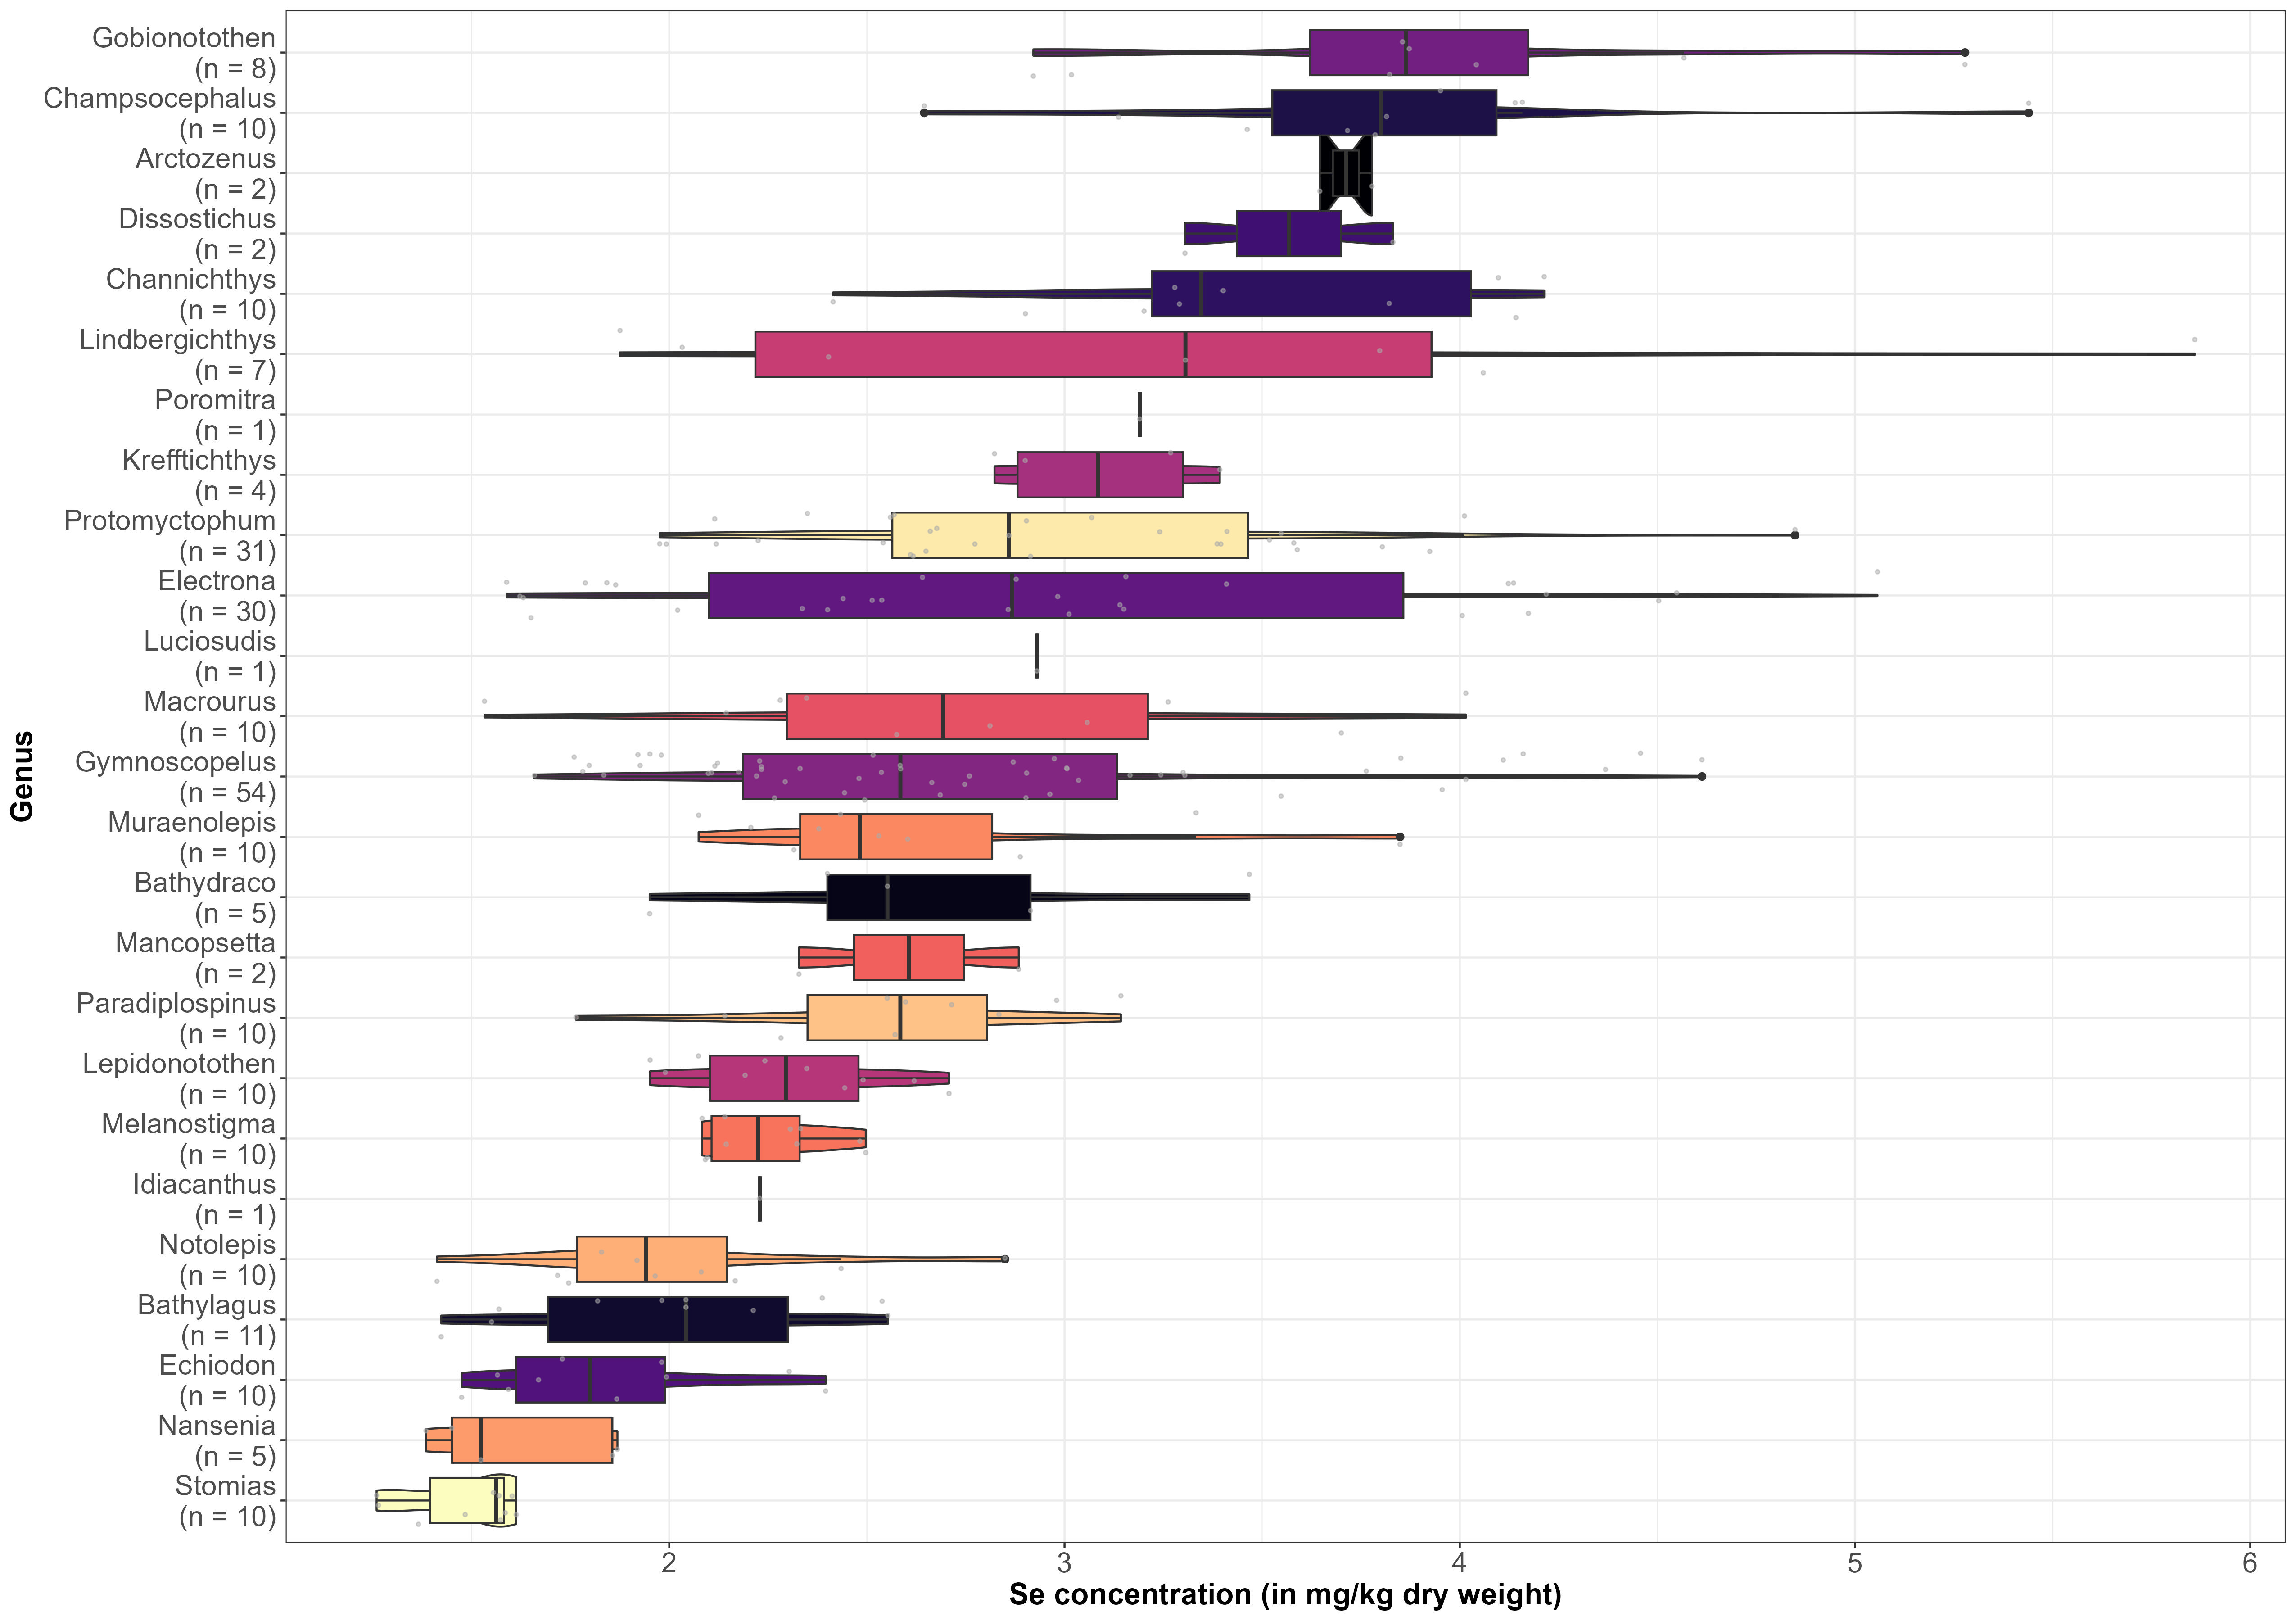 Gobionotothen
(n = 8)
Champsocephalus
(n = 10)
Arctozenus
(n = 2)
Dissostichus
(n = 2)
Channichthys
(n = 10)
Lindbergichthys
(n = 7)
Poromitra
(n = 1)
Krefftichthys
(n = 4)
Protomyctophum
(n = 31)
Electrona
(n = 30)
Luciosudis
(n = 1)
Macrourus
(n = 10)
Gymnoscopelus
(n = 54)
Muraenolepis
(n = 10)
Bathydraco
(n = 5)
Mancopsetta
(n = 2)
Paradiplospinus
(n = 10)
Lepidonotothen
(n = 10)
Melanostigma
(n = 10)
Idiacanthus
(n = 1)
Notolepis
(n = 10)
Bathylagus
(n = 11)
Echiodon
(n = 10)
Nansenia
(n = 5)
Stomias
(n = 10)
Genus
2 3 4 5 6
Se concentration (in mg/kg dry weight)